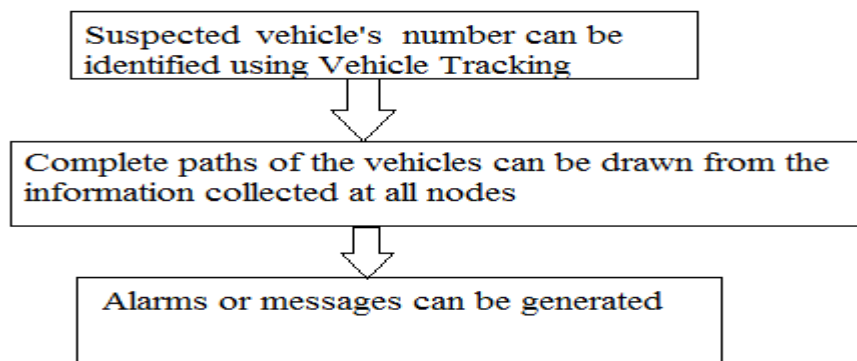 Suspected vehicle's number can be
identified using Vehicle Tracking
Complete paths of the vehicles can be drawn from the
information collected at all nodes
Alarms or messages can be generated